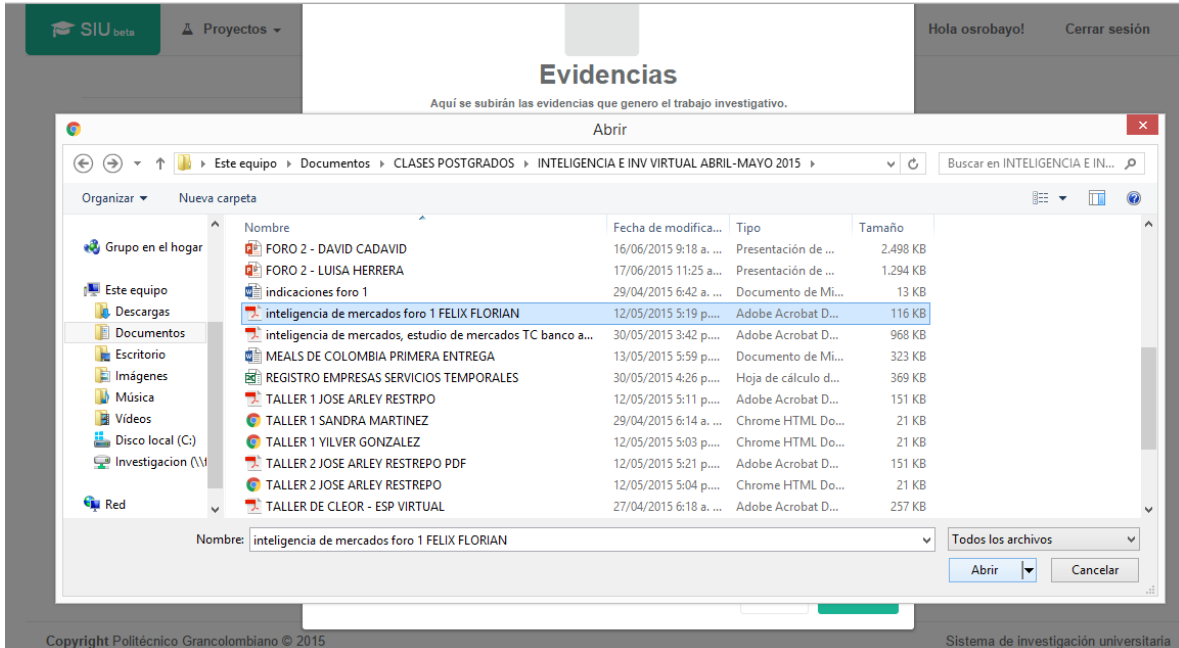 SIU beta Proyectos Hola osrobayo! Cerrar sesión
Evidencias
Aquí se subirán las evidencias que genero el trabajo investigativo.
Abrir
Este equipo Documentos CLASES POSTGRADOS INTELIGENCIA E INV VIRTUAL ABRIL-MAYO 2015 Buscar en INTELIGENCIA E IN...
Organizar Nueva carpeta
Nombre Fecha de modifica... Tipo Tamaño
Grupo en el hogar
Este equipo
Descargas
Documentos
Escritorio
Imágenes
Música
Vídeos
Disco local (C:)
Investigacion (\\f
Red
FORO 2 - DAVID CADAVID 16/06/2015 9:18 a. ... Presentación de ... 2.498 KB
FORO 2 - LUISA HERRERA 17/06/2015 11:25 a... Presentación de ... 1.294 KB
indicaciones foro 1 29/04/2015 6:42 a. ... Documento de Mi... 13 KB
inteligencia de mercados foro 1 FELIX FLORIAN 12/05/2015 5:19 p.... Adobe Acrobat D... 116 KB
inteligencia de mercados, estudio de mercados TC banco a... 30/05/2015 3:42 p.... Adobe Acrobat D... 968 KB
MEALS DE COLOMBIA PRIMERA ENTREGA 13/05/2015 5:59 p.... Documento de Mi... 323 KB
REGISTRO EMPRESAS SERVICIOS TEMPORALES 30/05/2015 4:26 p.... Hoja de cálculo d... 369 KB
TALLER 1 JOSE ARLEY RESTRPO 12/05/2015 5:11 p.... Adobe Acrobat D... 151 KB
TALLER 1 SANDRA MARTINEZ 29/04/2015 6:14 a. ... Chrome HTML Do... 21 KB
TALLER 1 YILVER GONZALEZ 12/05/2015 5:03 p.... Chrome HTML Do... 21 KB
TALLER 2 JOSE ARLEY RESTREPO PDF 12/05/2015 5:21 p.... Adobe Acrobat D... 151 KB
TALLER 2 JOSE ARLEY RESTREPO 12/05/2015 5:04 p.... Chrome HTML Do... 21 KB
TALLER DE CLEOR - ESP VIRTUAL 27/04/2015 6:18 a. ... Adobe Acrobat D... 257 KB
Nombre: inteligencia de mercados foro 1 FELIX FLORIAN Todos los archivos
Abrir Cancelar
Copyright Politécnico Grancolombiano © 2015 Sistema de investigación universitaria